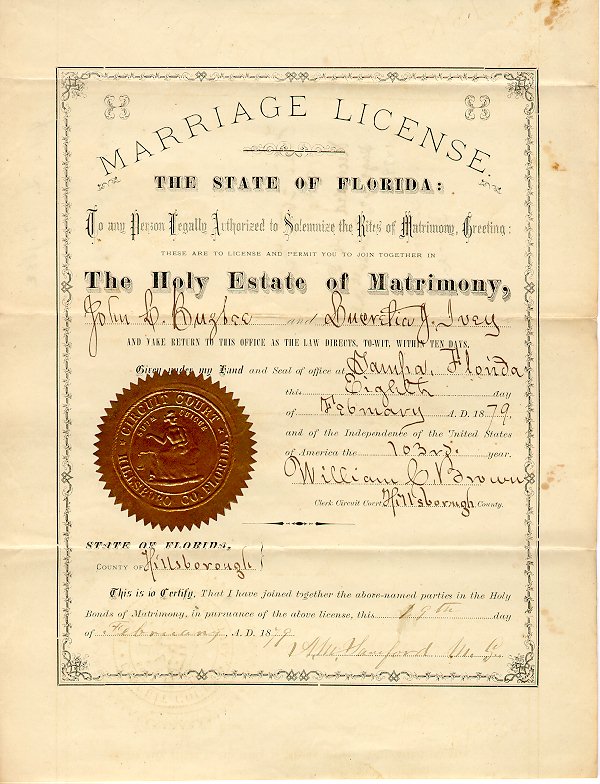 MARRIAGE LICENSE.
THE STATE OF FLORIDA:
To any Person Legally Authorized to Solemnize the Rites of Matrimony, Greeting:
THESE ARE TO LICENSE AND PERMIT YOU TO JOIN TOGETHER IN
The Holy Estate of Matrimony,
John C. Bugbee and Lucretia J. Ivey
AND MAKE RETURN TO THIS OFFICE AS THE LAW DIRECTS, TO-WIT, WITHIN TEN DAYS.
Given under my Hand and Seal of office at Tampa, Florida
this Eighth day
of February A. D. 1879,
and of the Independence of the United States
of America the 103rd. year.
William C. Brown
Clerk Circuit Court Hillsborough County.
CIRCUIT COURT
HILLSBORO CO. FLORIDA
STATE OF FLORIDA,
COUNTY OF Hillsborough
This is to Certify, That I have joined together the above-named parties in the Holy
Bonds of Matrimony, in pursuance of the above license, this 19th day
of February, A. D. 1879
M. G.